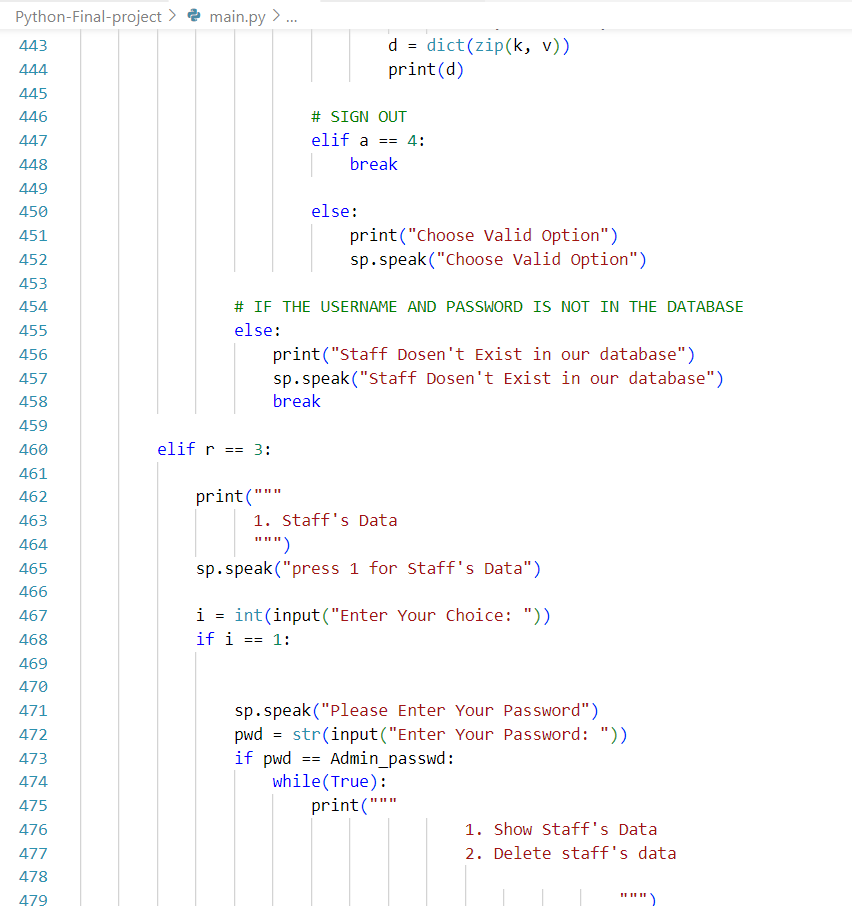 Python-Final-project > main.py > ...
443 d = dict(zip(k, v))
444 print(d)
445
446 # SIGN OUT
447 elif a == 4:
448 break
449
450 else:
451 print("Choose Valid Option")
452 sp.speak("Choose Valid Option")
453
454 # IF THE USERNAME AND PASSWORD IS NOT IN THE DATABASE
455 else:
456 print("Staff Dosen't Exist in our database")
457 sp.speak("Staff Dosen't Exist in our database")
458 break
459
460 elif r == 3:
461
462 print("""
463 1. Staff's Data
464 """)
465 sp.speak("press 1 for Staff's Data")
466
467 i = int(input("Enter Your Choice: "))
468 if i == 1:
469
470
471 sp.speak("Please Enter Your Password")
472 pwd = str(input("Enter Your Password: "))
473 if pwd == Admin_passwd:
474 while(True):
475 print("""
476 1. Show Staff's Data
477 2. Delete staff's data
478
479 """)